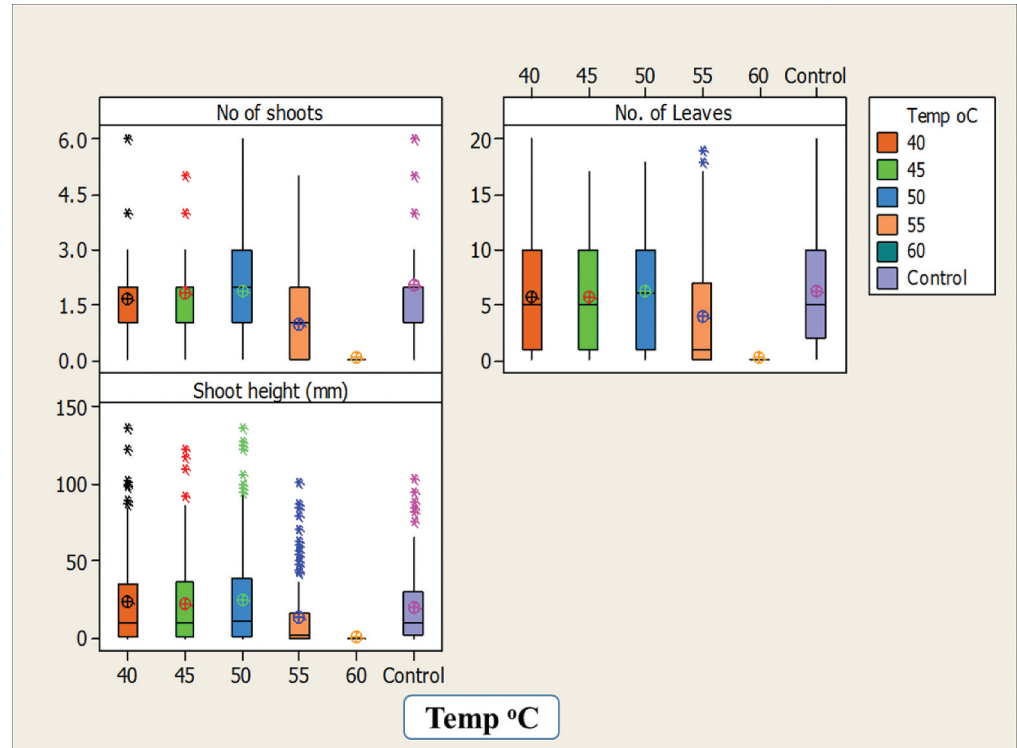 40 45 50 55 60 Control
No of shoots
No. of Leaves
Temp oC
40
45
50
55
60
Control
6.0
4.5
3.0
1.5
0.0
20
15
10
5
0
Shoot height (mm)
150
100
50
0
40 45 50 55 60 Control
Temp ºC